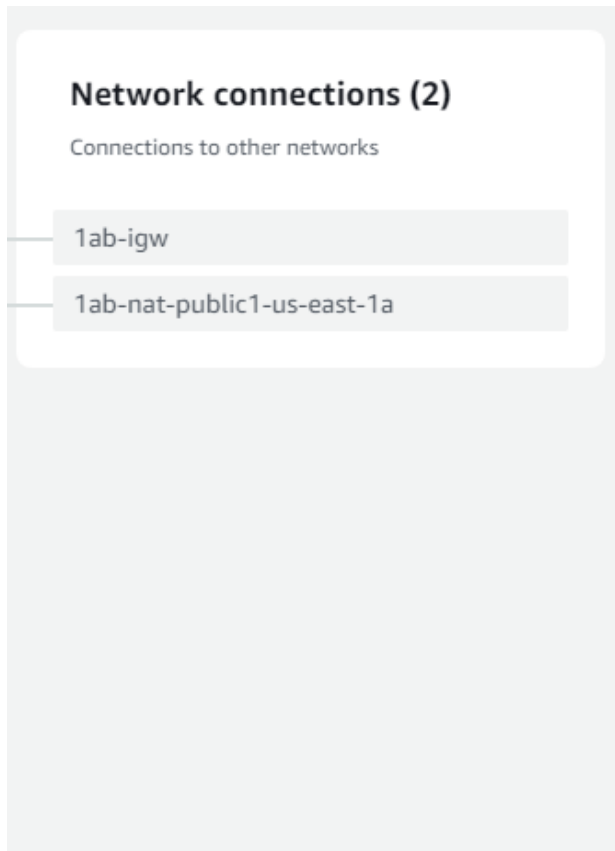 Network connections (2)
Connections to other networks
1ab-igw
1ab-nat-public1-us-east-1a